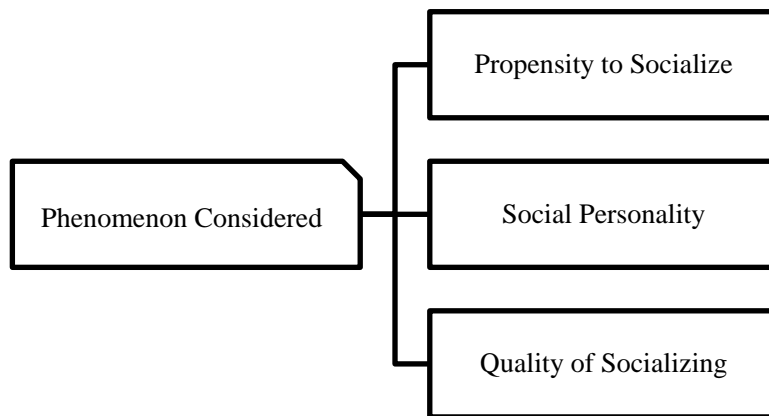 Propensity to Socialize
Phenomenon Considered
Social Personality
Quality of Socializing